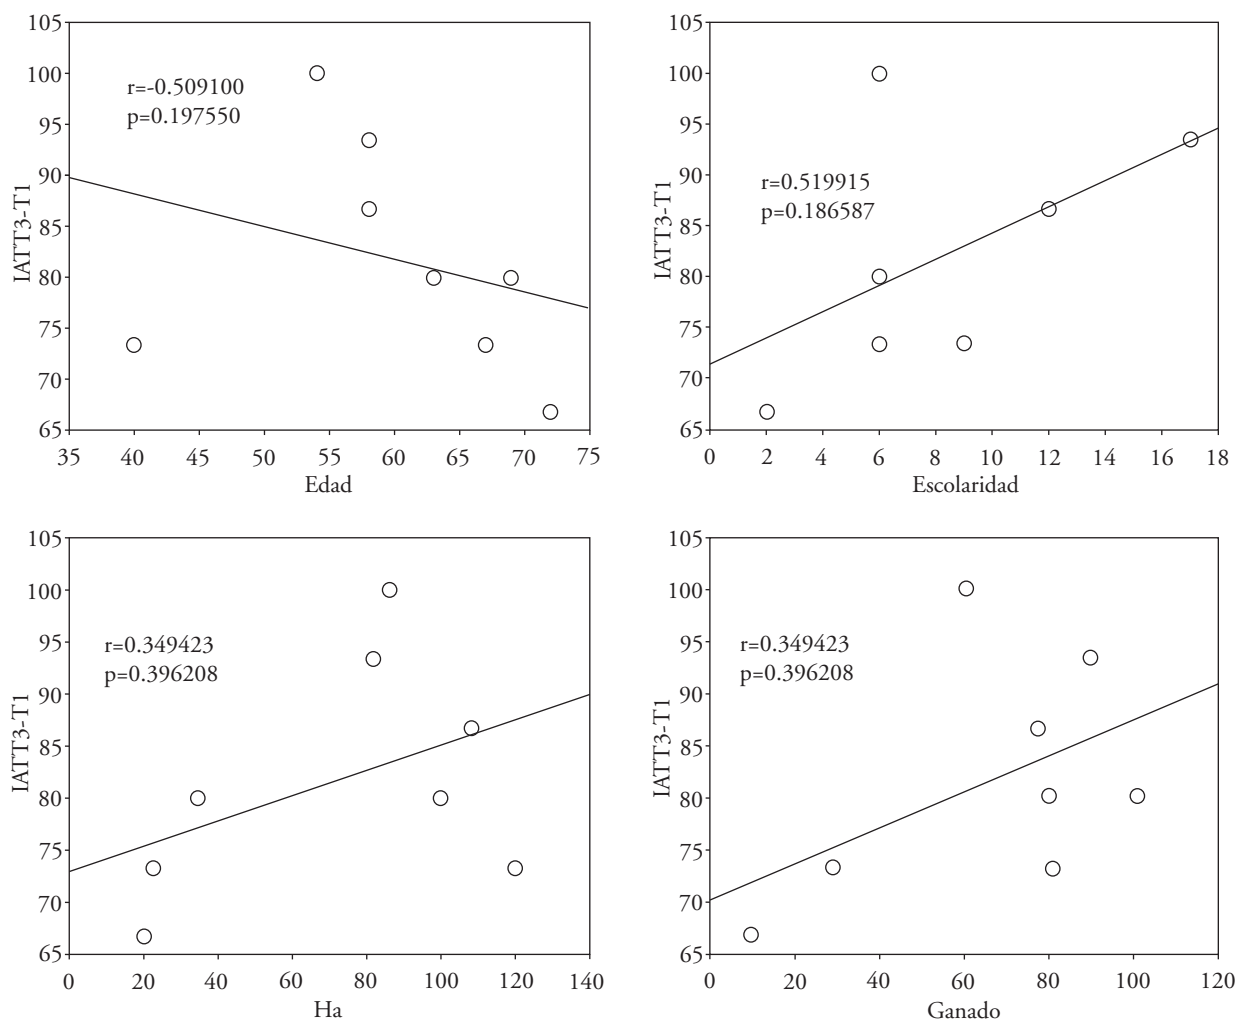 105
100
95
90
85
80
75
70
65
IATT3-T1
r=-0.509100
p=0.197550
35 40 45 50 55 60 65 70 75
Edad
105
100
95
90
85
80
75
70
65
IATT3-T1
r=0.519915
p=0.186587
0 2 4 6 8 10 12 14 16 18
Escolaridad
105
100
95
90
85
80
75
70
65
IATT3-T1
r=0.349423
p=0.396208
0 20 40 60 80 100 120 140
Ha
105
100
95
90
85
80
75
70
65
IATT3-T1
r=0.349423
p=0.396208
0 20 40 60 80 100 120
Ganado